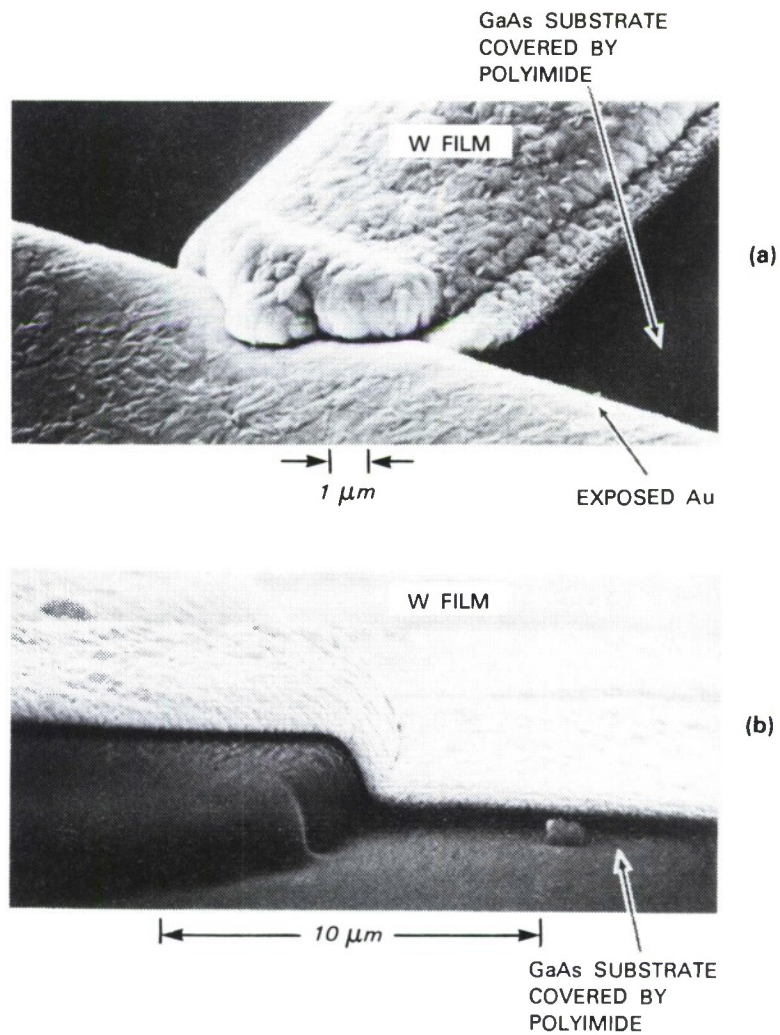 GaAs SUBSTRATE
COVERED BY
POLYIMIDE
W FILM
(a)
1 μm
EXPOSED Au
W FILM
(b)
10 μm
GaAs SUBSTRATE
COVERED BY
POLYIMIDE